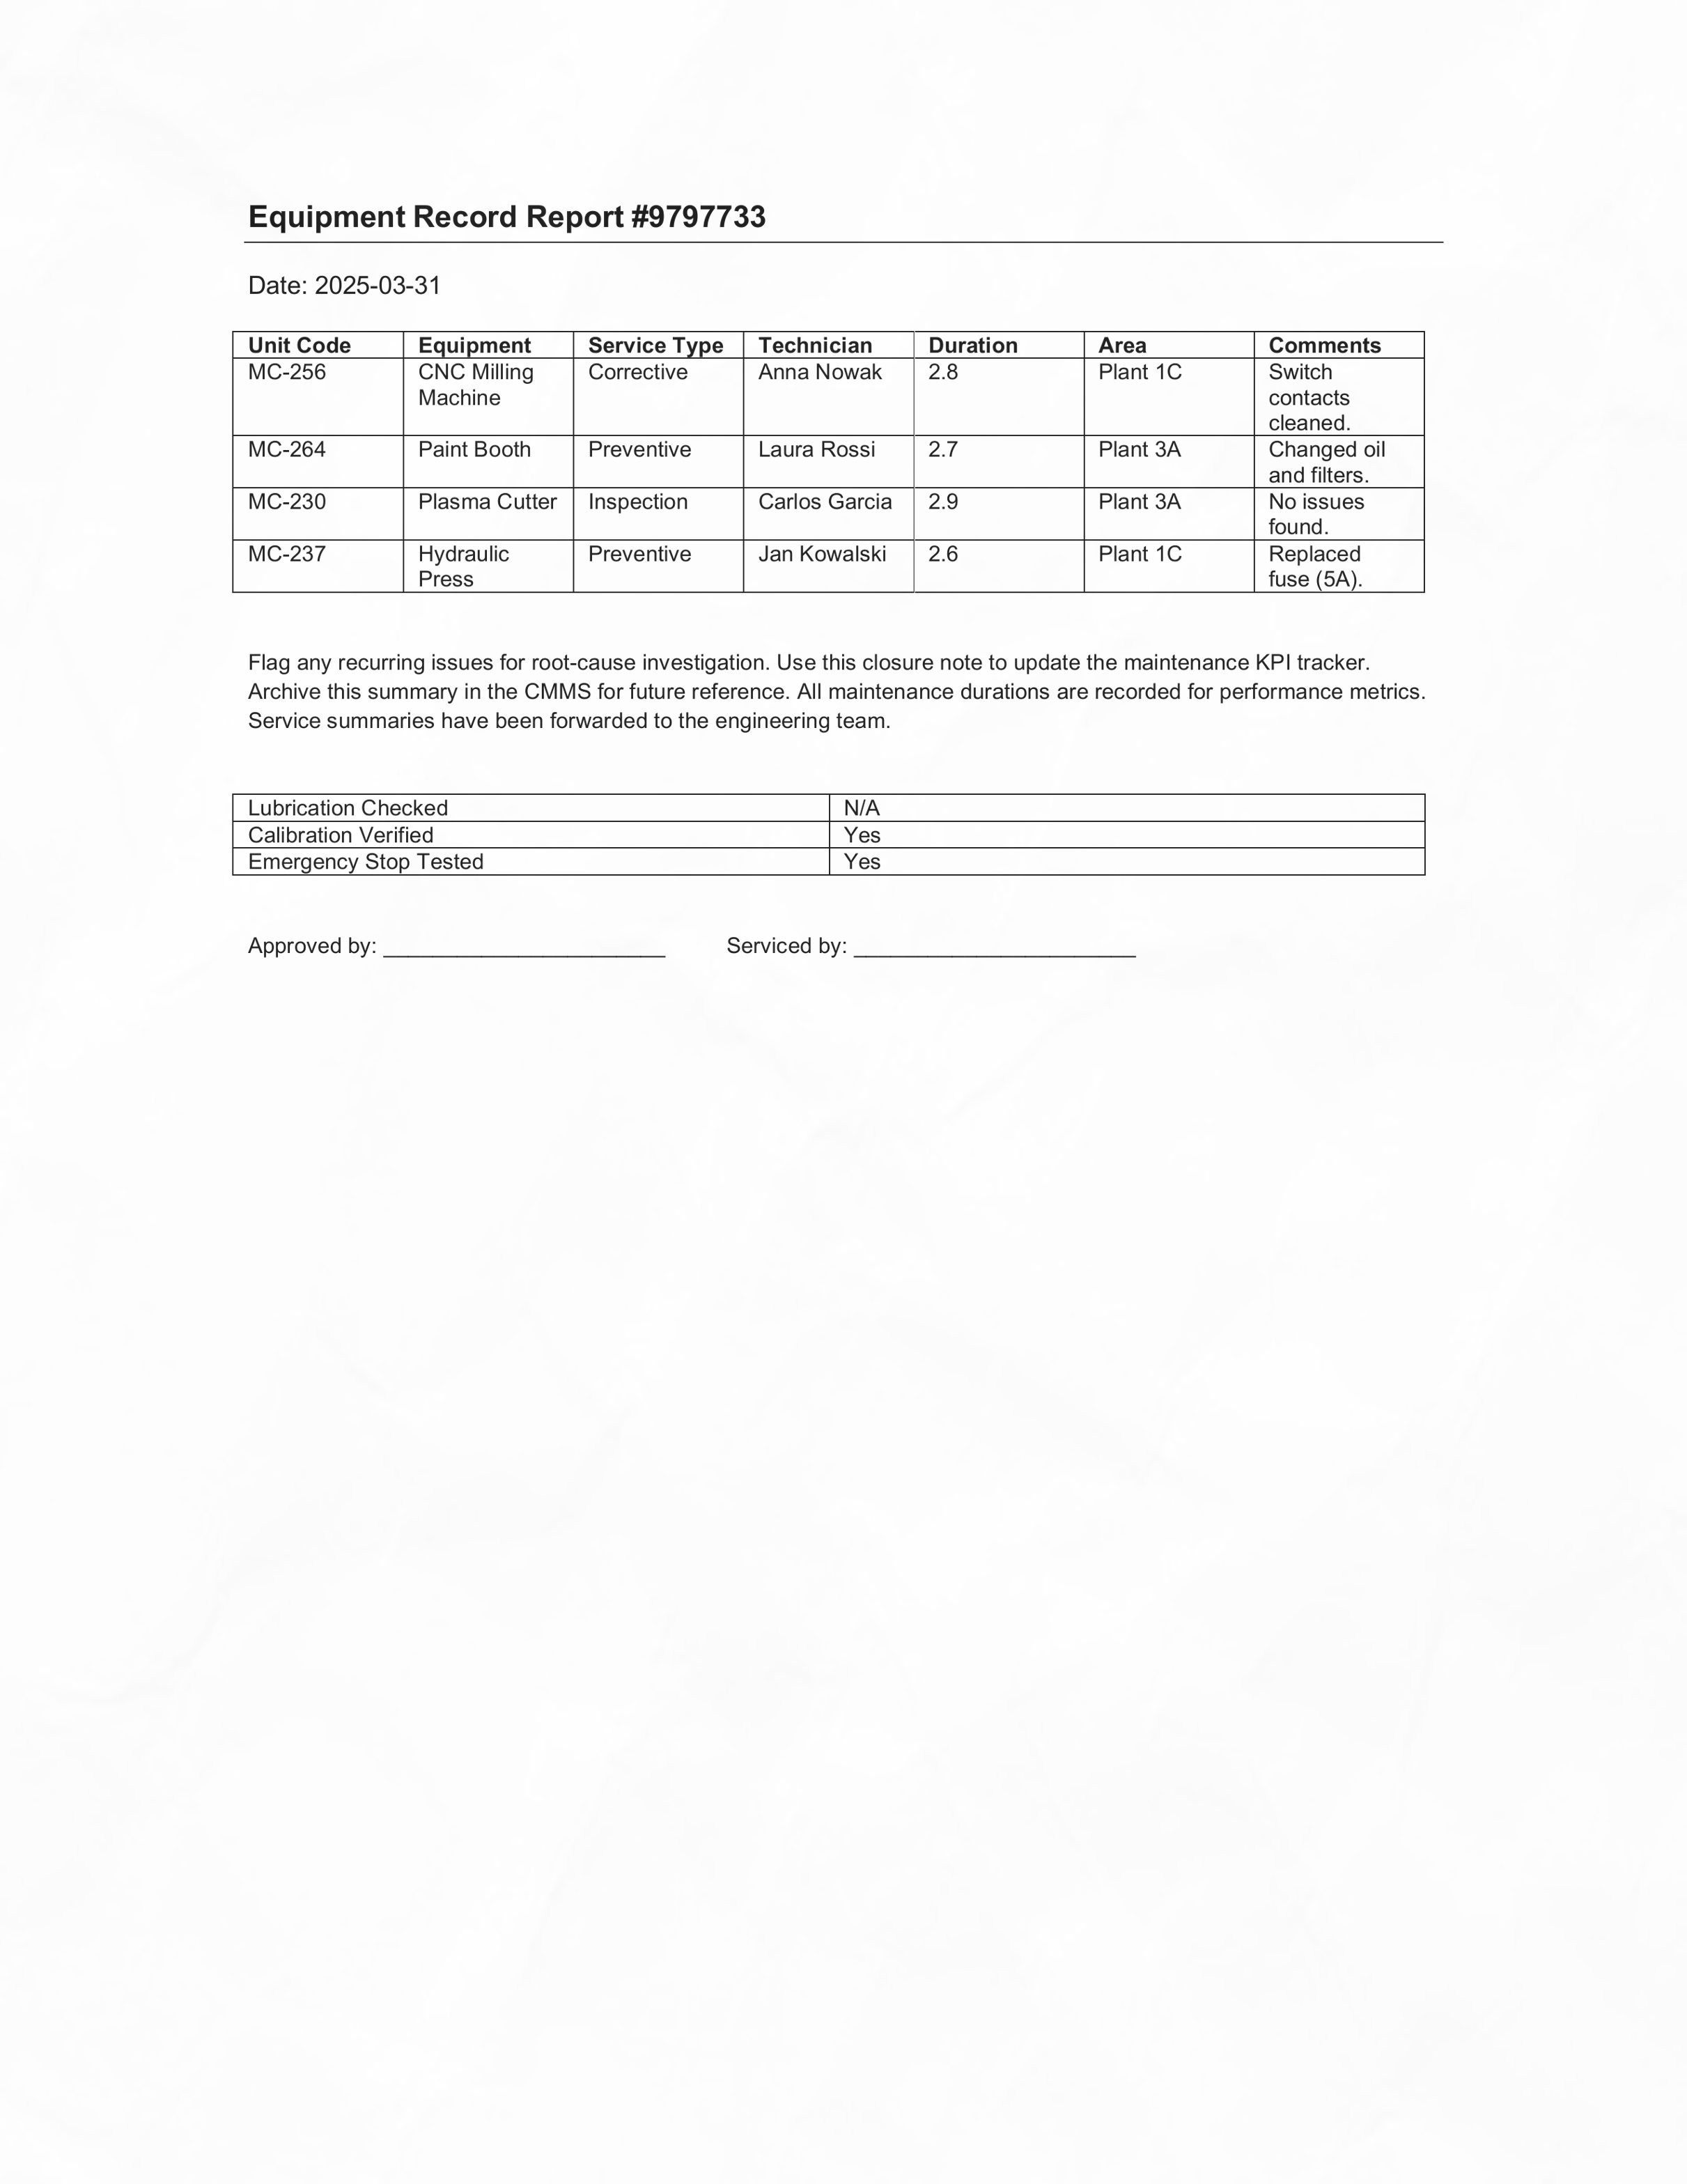 Equipment Record Report #9797733
Date: 2025-03-31
Unit Code Equipment Service Type Technician Duration Area Comments
MC-256 CNC Milling Machine Corrective Anna Nowak 2.8 Plant 1C Switch contacts cleaned.
MC-264 Paint Booth Preventive Laura Rossi 2.7 Plant 3A Changed oil and filters.
MC-230 Plasma Cutter Inspection Carlos Garcia 2.9 Plant 3A No issues found.
MC-237 Hydraulic Press Preventive Jan Kowalski 2.6 Plant 1C Replaced fuse (5A).
Flag any recurring issues for root-cause investigation. Use this closure note to update the maintenance KPI tracker.
Archive this summary in the CMMS for future reference. All maintenance durations are recorded for performance metrics.
Service summaries have been forwarded to the engineering team.
Lubrication Checked N/A
Calibration Verified Yes
Emergency Stop Tested Yes
Approved by: _______________________ Serviced by: _______________________